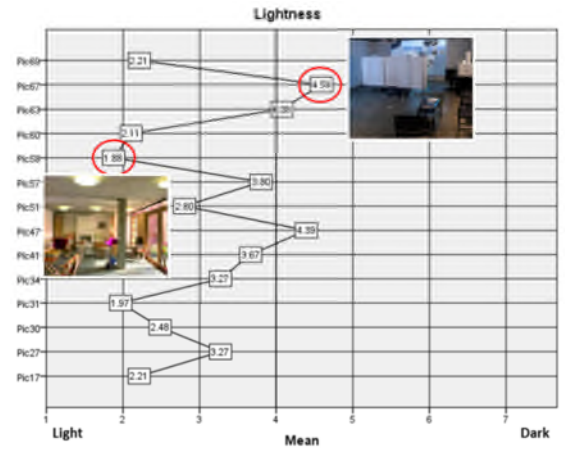 Lightness
Pic69 2.21
Pic67 4.59
Pic63
Pic60 2.11
1.88
Pic57 3.80
Pic51 2.80
Pic47 4.39
Pic41 3.67
Pic34 3.27
Pic31 1.97
Pic30 2.48
Pic27 3.27
Pic17 2.21
1 2 3 4 5 6 7
Light Mean Dark